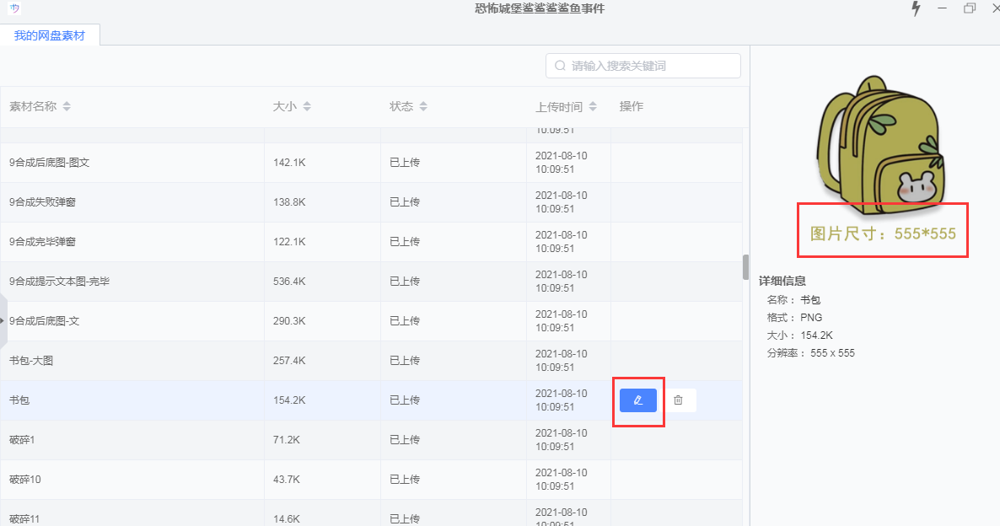 恐怖城堡鲨鲨鲨鲨鱼事件
我的网盘素材
请输入搜索关键词
素材名称 大小 状态 上传时间 操作
10:09:51
9合成后底图-图文 142.1K 已上传 2021-08-10 10:09:51
9合成失败弹窗 138.8K 已上传 2021-08-10 10:09:51
9合成完毕弹窗 122.1K 已上传 2021-08-10 10:09:51
9合成提示文本图-完毕 536.4K 已上传 2021-08-10 10:09:51
9合成后底图-文 290.3K 已上传 2021-08-10 10:09:51
书包-大图 257.4K 已上传 2021-08-10 10:09:51
书包 154.2K 已上传 2021-08-10 10:09:51
破碎1 71.2K 已上传 2021-08-10 10:09:51
破碎10 43.7K 已上传 2021-08-10 10:09:51
破碎11 14.6K 已上传 2021-08-10 10:09:51
图片尺寸：555*555
详细信息
名称： 书包
格式： PNG
大小： 154.2K
分辨率： 555 x 555